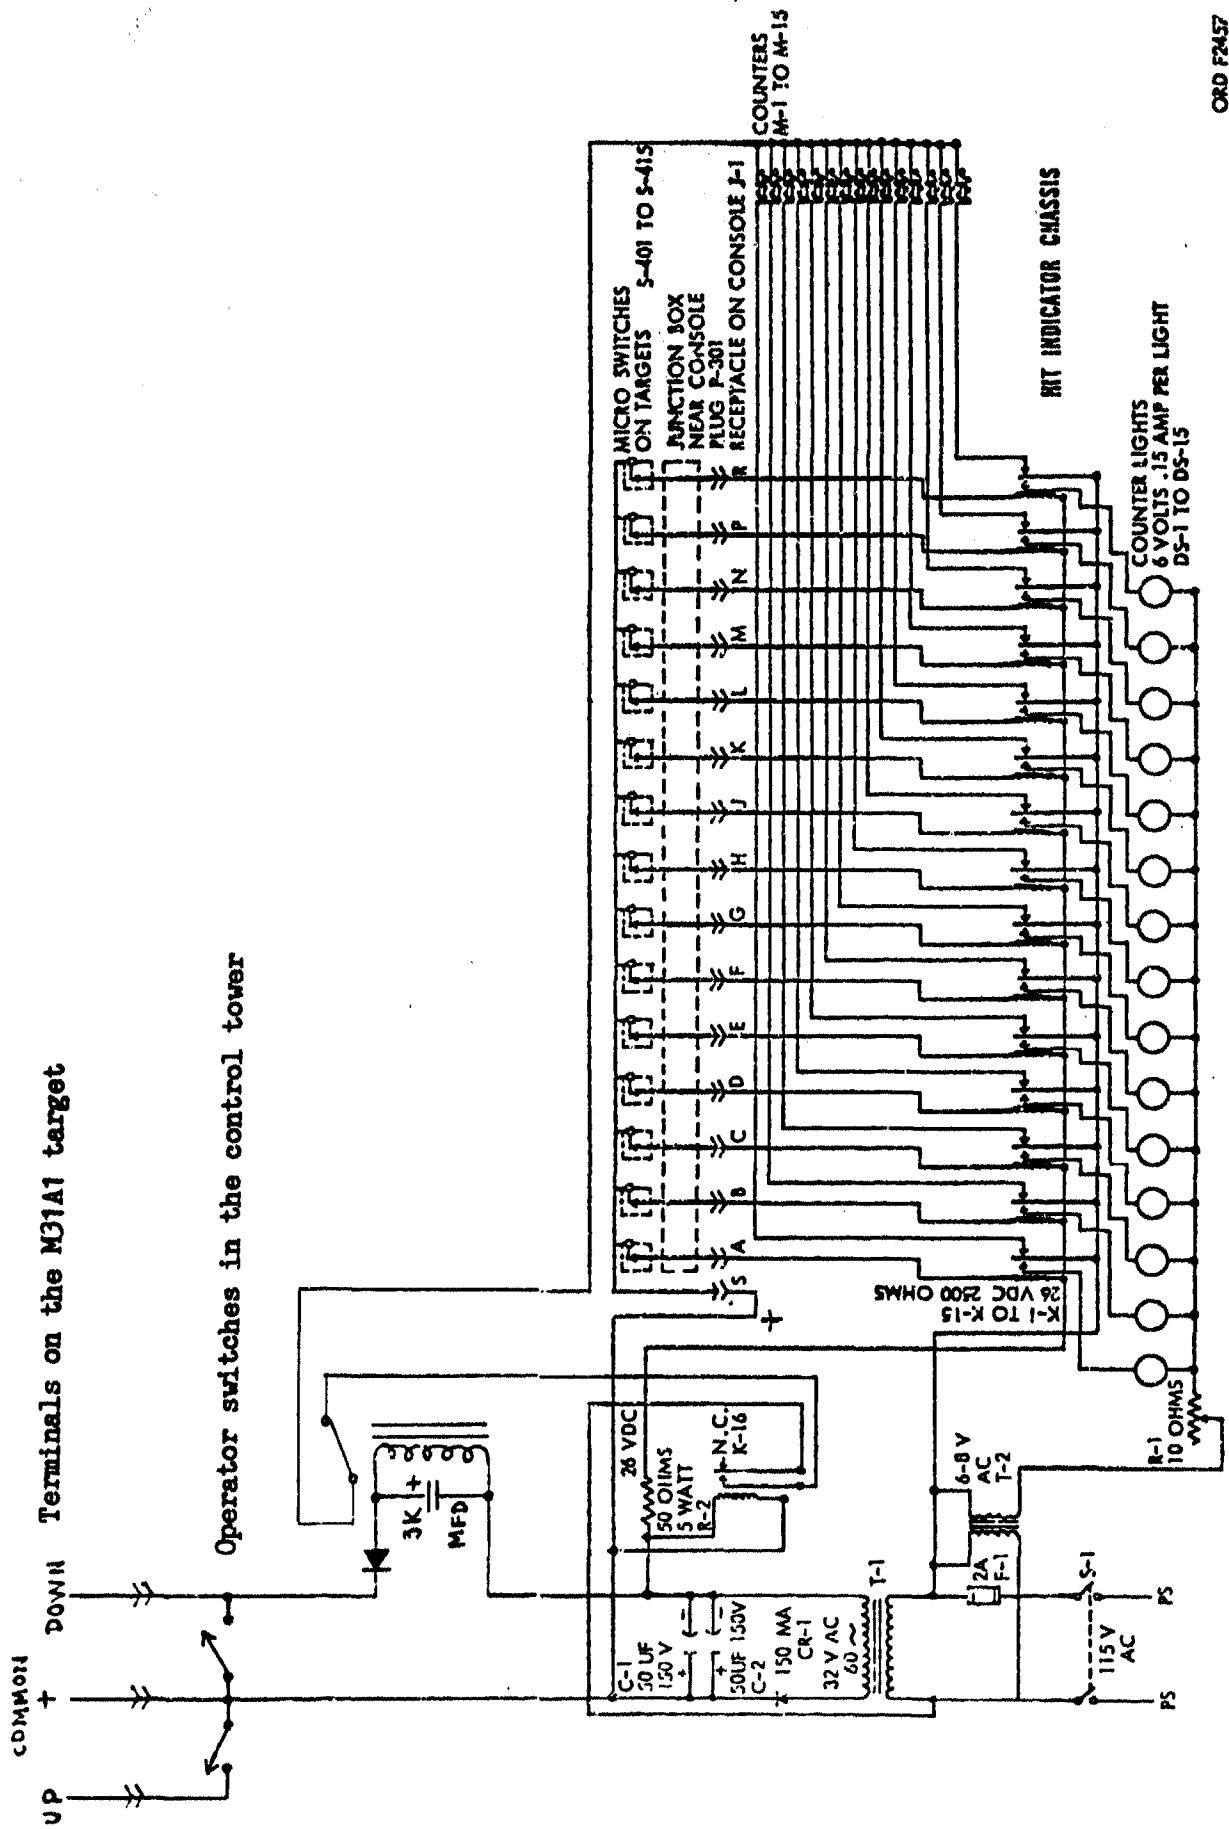 COMMON
UP
+
DOWN
Terminals on the M31A1 target
Operator switches in the control tower
3K
+
MFD
26 VDC
50 OHMS
5 WATT
R-2
N.C.
K-16
C-1
50 UF
150 V
+
-
+
-
50UF 150V
C-2
150 MA
CR-1
32 V AC
60 ~
T-1
2A
F-1
S-1
115 V
AC
PS
PS
6-8 V
AC
T-2
R-1
10 OHMS
K-1 TO K-15
26 VDC 2500 OHMS
+
S
A
B
C
D
E
F
G
H
J
K
L
M
N
P
R
MICRO SWITCHES
ON TARGETS S-401 TO S-415
JUNCTION BOX
NEAR CONSOLE
PLUG P-301
RECEPTACLE ON CONSOLE J-1
COUNTERS
M-1 TO M-15
HIT INDICATOR CHASSIS
COUNTER LIGHTS
6 VOLTS .15 AMP PER LIGHT
DS-1 TO DS-15
ORD F2457